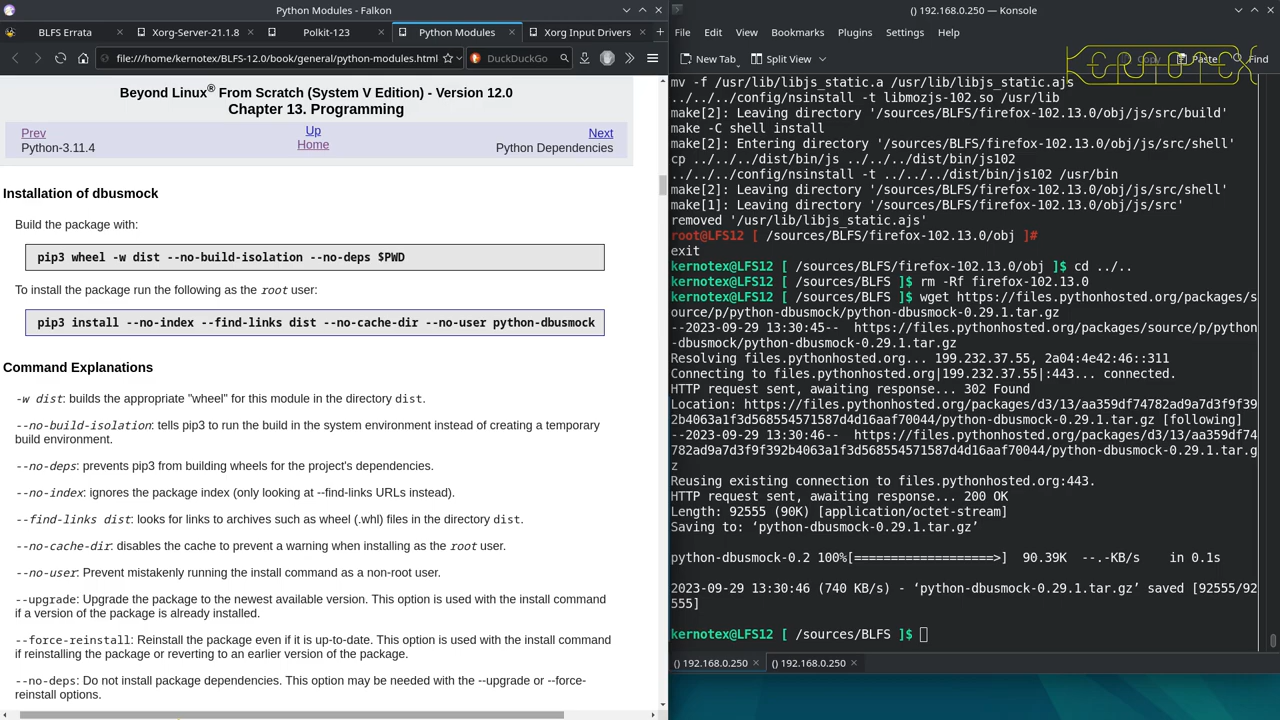 Python Modules - Falkon
BLFS Errata
Xorg-Server-21.1.8
Polkit-123
Python Modules
Xorg Input Drivers
file:///home/kernotex/BLFS-12.0/book/general/python-modules.html
DuckDuckGo
Beyond Linux® From Scratch (System V Edition) - Version 12.0
Chapter 13. Programming
Prev
Up
Next
Python-3.11.4
Home
Python Dependencies
Installation of dbusmock
Build the package with:
pip3 wheel -w dist --no-build-isolation --no-deps $PWD
To install the package run the following as the root user:
pip3 install --no-index --find-links dist --no-cache-dir --no-user python-dbusmock
Command Explanations
-w dist: builds the appropriate "wheel" for this module in the directory dist.
--no-build-isolation: tells pip3 to run the build in the system environment instead of creating a temporary
build environment.
--no-deps: prevents pip3 from building wheels for the project's dependencies.
--no-index: ignores the package index (only looking at --find-links URLs instead).
--find-links dist: looks for links to archives such as wheel (.whl) files in the directory dist.
--no-cache-dir: disables the cache to prevent a warning when installing as the root user.
--no-user: Prevent mistakenly running the install command as a non-root user.
--upgrade: Upgrade the package to the newest available version. This option is used with the install command
if a version of the package is already installed.
--force-reinstall: Reinstall the package even if it is up-to-date. This option is used with the install command
if reinstalling the package or reverting to an earlier version of the package.
--no-deps: Do not install package dependencies. This option may be needed with the --upgrade or --force-
reinstall options.
() 192.168.0.250 — Konsole
File Edit View Bookmarks Plugins Settings Help
New Tab
Split View
Copy
Paste
Find
KERNOTEX
mv -f /usr/lib/libjs_static.a /usr/lib/libjs_static.ajs
../../../config/nsinstall -t libmozjs-102.so /usr/lib
make[2]: Leaving directory '/sources/BLFS/firefox-102.13.0/obj/js/src/build'
make -C shell install
make[2]: Entering directory '/sources/BLFS/firefox-102.13.0/obj/js/src/shell'
cp ../../../dist/bin/js ../../../dist/bin/js102
../../../config/nsinstall -t ../../../dist/bin/js102 /usr/bin
make[2]: Leaving directory '/sources/BLFS/firefox-102.13.0/obj/js/src/shell'
make[1]: Leaving directory '/sources/BLFS/firefox-102.13.0/obj/js/src'
removed '/usr/lib/libjs_static.ajs'
root@LFS12 [ /sources/BLFS/firefox-102.13.0/obj ]#
exit
kernotex@LFS12 [ /sources/BLFS/firefox-102.13.0/obj ]$ cd ../..
kernotex@LFS12 [ /sources/BLFS ]$ rm -Rf firefox-102.13.0
kernotex@LFS12 [ /sources/BLFS ]$ wget https://files.pythonhosted.org/packages/s
ource/p/python-dbusmock/python-dbusmock-0.29.1.tar.gz
--2023-09-29 13:30:45--  https://files.pythonhosted.org/packages/source/p/python
-dbusmock/python-dbusmock-0.29.1.tar.gz
Resolving files.pythonhosted.org... 199.232.37.55, 2a04:4e42:46::311
Connecting to files.pythonhosted.org|199.232.37.55|:443... connected.
HTTP request sent, awaiting response... 302 Found
Location: https://files.pythonhosted.org/packages/d3/13/aa359df74782ad9a7d3f9f39
2b4063a1f3d568554571587d4d16aaf70044/python-dbusmock-0.29.1.tar.gz [following]
--2023-09-29 13:30:46--  https://files.pythonhosted.org/packages/d3/13/aa359df74
782ad9a7d3f9f392b4063a1f3d568554571587d4d16aaf70044/python-dbusmock-0.29.1.tar.g
z
Reusing existing connection to files.pythonhosted.org:443.
HTTP request sent, awaiting response... 200 OK
Length: 92555 (90K) [application/octet-stream]
Saving to: ‘python-dbusmock-0.29.1.tar.gz’
python-dbusmock-0.2 100%[===================>]  90.39K  --.-KB/s    in 0.1s
2023-09-29 13:30:46 (740 KB/s) - ‘python-dbusmock-0.29.1.tar.gz’ saved [92555/92
555]
kernotex@LFS12 [ /sources/BLFS ]$
() 192.168.0.250
() 192.168.0.250